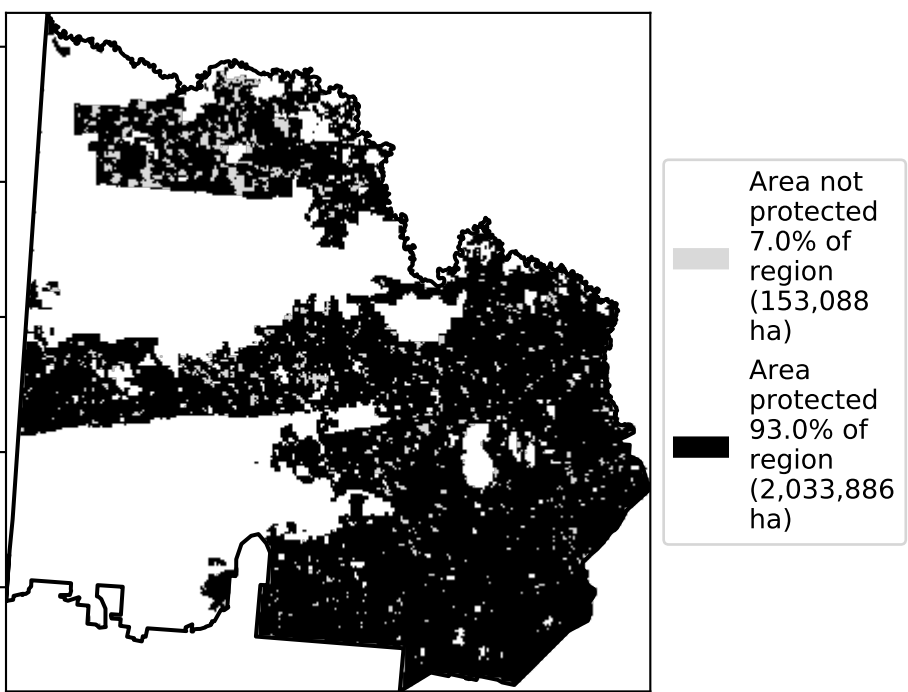 Area not
protected
7.0% of
region
(153,088
ha)
Area
protected
93.0% of
region
(2,033,886
ha)